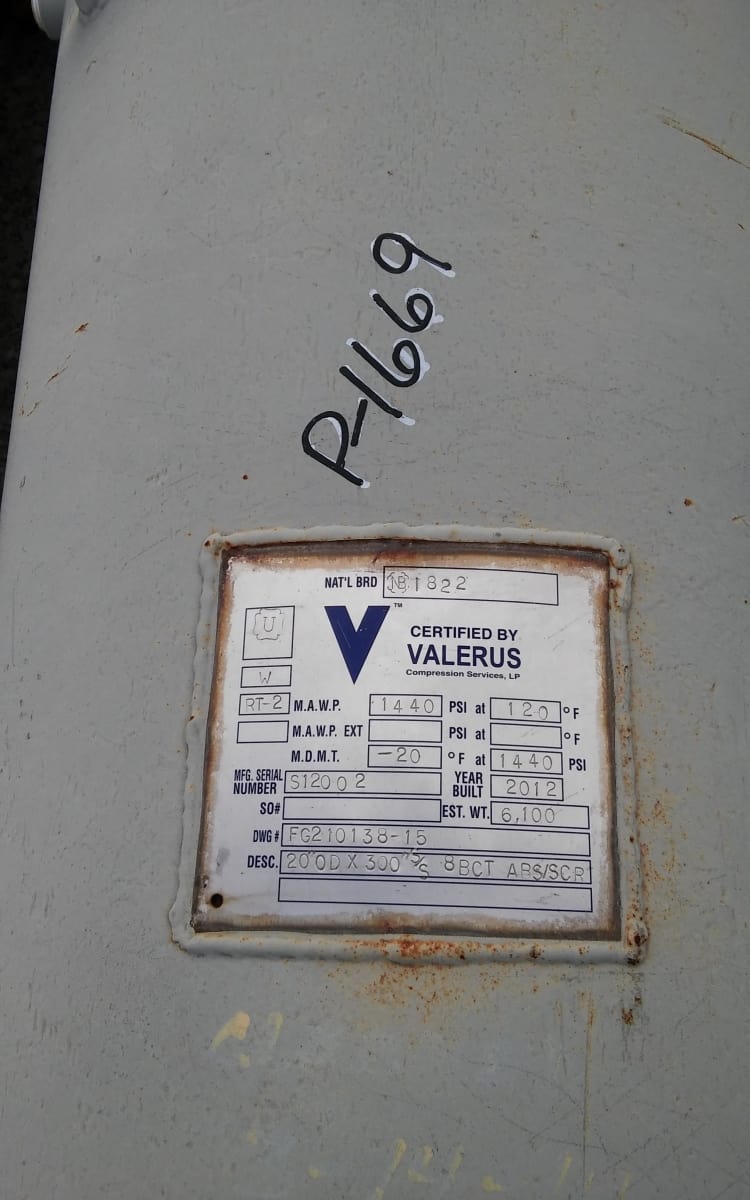 P-1669
NAT'L BRD NB 1822
U
V™
CERTIFIED BY
VALERUS
Compression Services, LP
W
RT-2 M.A.W.P. 1440 PSI at 120 °F
M.A.W.P. EXT PSI at °F
M.D.M.T. -20 °F at 1440 PSI
MFG. SERIAL NUMBER S12002 YEAR BUILT 2012
SO# EST. WT. 6,100
DWG # FG210138-15
DESC. 20"OD X 300" S/S 8BCT ABS/SCR